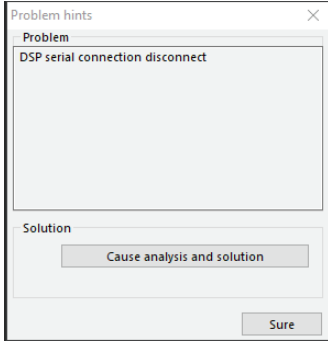 Problem hints
Problem
DSP serial connection disconnect
Solution
Cause analysis and solution
Sure